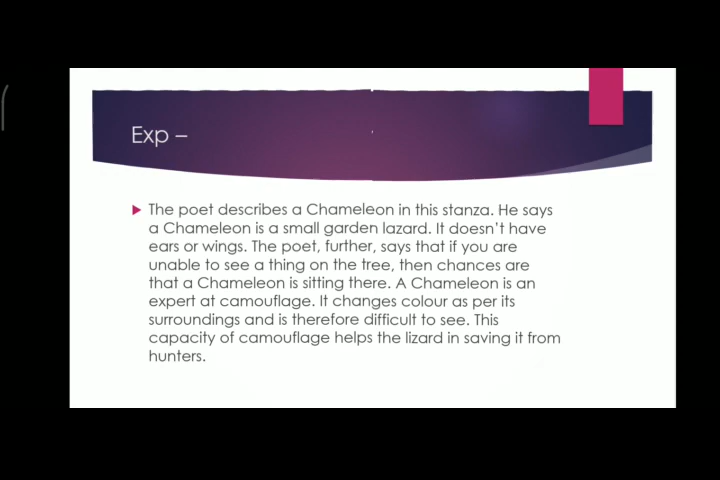 Exp –
The poet describes a Chameleon in this stanza. He says
a Chameleon is a small garden lazard. It doesn't have
ears or wings. The poet, further, says that if you are
unable to see a thing on the tree, then chances are
that a Chameleon is sitting there. A Chameleon is an
expert at camouflage. It changes colour as per its
surroundings and is therefore difficult to see. This
capacity of camouflage helps the lizard in saving it from
hunters.